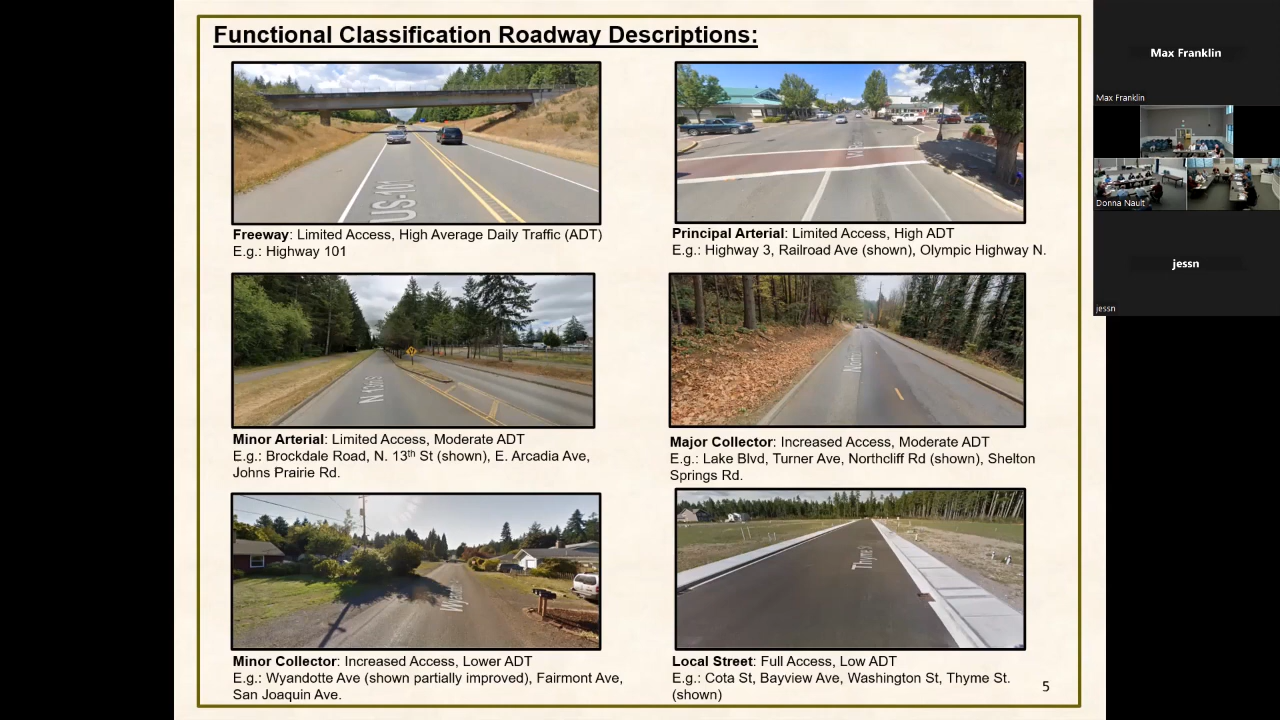 Functional Classification Roadway Descriptions:
US-101
Freeway: Limited Access, High Average Daily Traffic (ADT)
E.g.: Highway 101
Principal Arterial: Limited Access, High ADT
E.g.: Highway 3, Railroad Ave (shown), Olympic Highway N.
Minor Arterial: Limited Access, Moderate ADT
E.g.: Brockdale Road, N. 13th St (shown), E. Arcadia Ave,
Johns Prairie Rd.
Major Collector: Increased Access, Moderate ADT
E.g.: Lake Blvd, Turner Ave, Northcliff Rd (shown), Shelton
Springs Rd.
Minor Collector: Increased Access, Lower ADT
E.g.: Wyandotte Ave (shown partially improved), Fairmont Ave,
San Joaquin Ave.
Local Street: Full Access, Low ADT
E.g.: Cota St, Bayview Ave, Washington St, Thyme St.
(shown)
5
Max Franklin
Max Franklin
Donna Nault
jessn
jessn